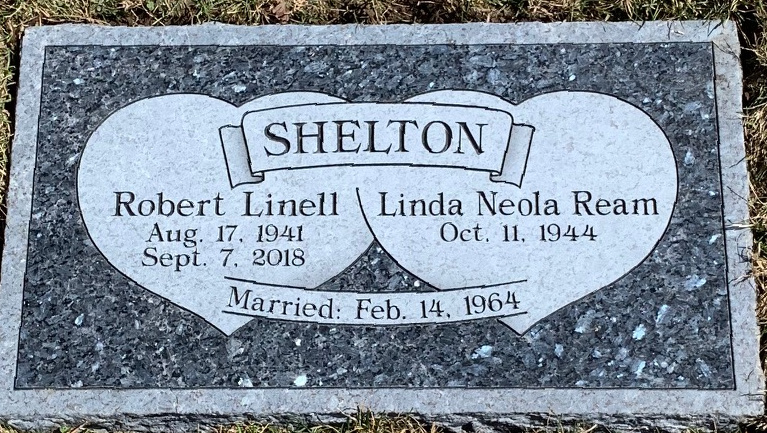 SHELTON
Robert Linell
Aug. 17, 1941
Sept. 7, 2018
Linda Neola Ream
Oct. 11, 1944
Married: Feb. 14, 1964